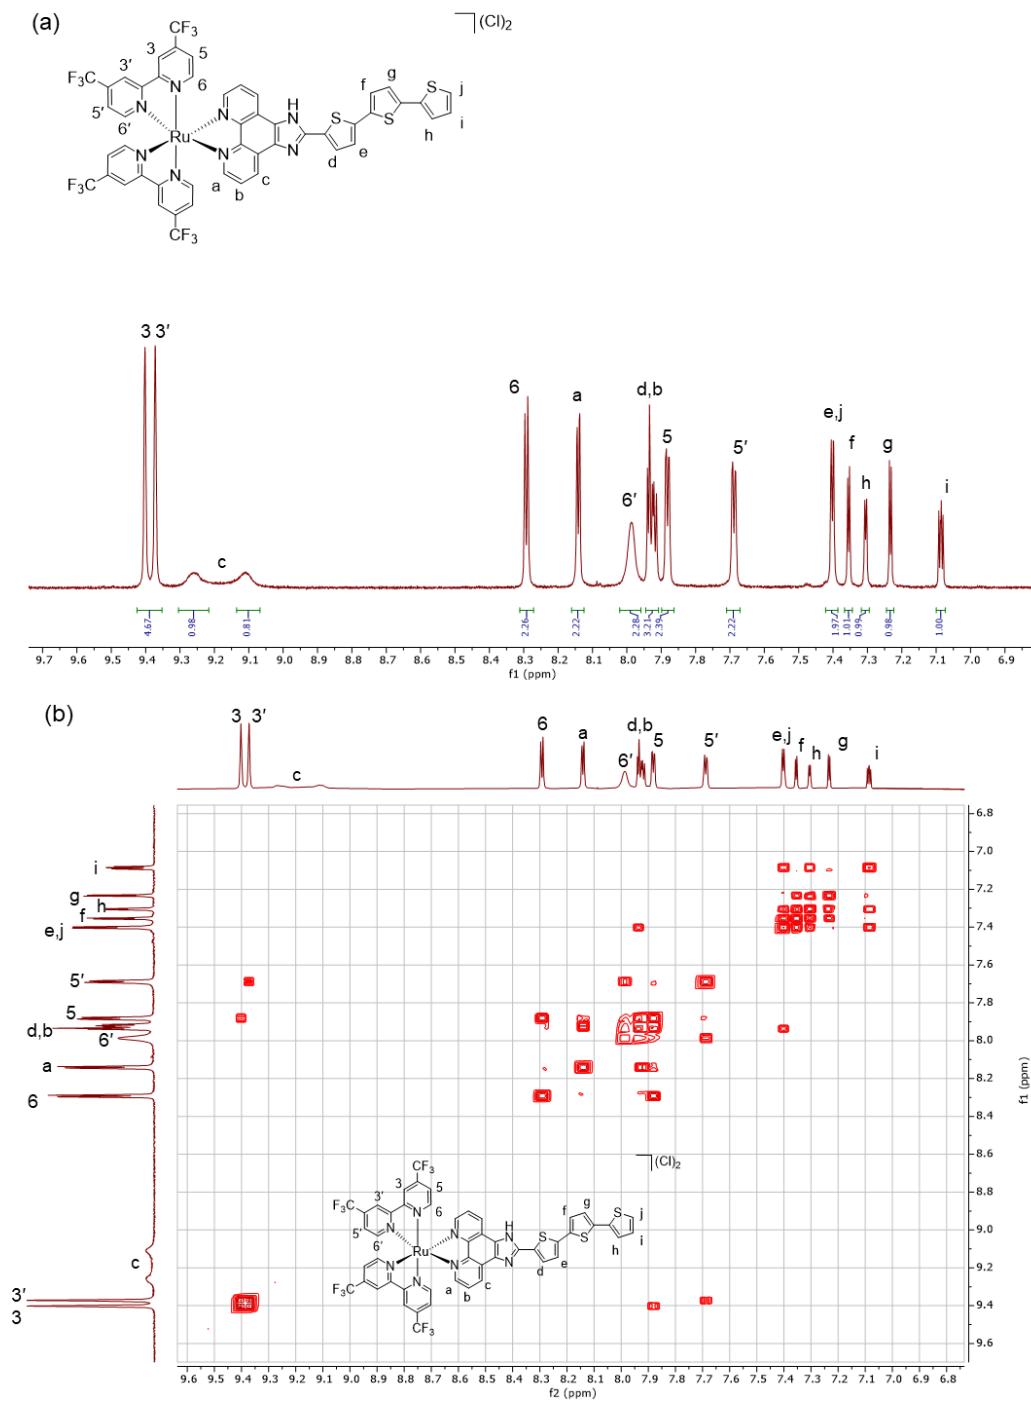 (a)
](Cl)2
CF3
3
5
3′
F3C
6
N
N
5′
6′
Ru
N
N
H
N
N
S
S
S
f
g
j
h
i
d
e
N
N
a
b
c
F3C
CF3
3 3′
c
6
a
6′
d,b
5
5′
e,j
f
h
g
i
4.67
0.98
0.81
2.26
2.22
2.28
3.21
2.39
2.22
1.97
1.01
0.99
0.98
1.00
9.7 9.6 9.5 9.4 9.3 9.2 9.1 9.0 8.9 8.8 8.7 8.6 8.5 8.4 8.3 8.2 8.1 8.0 7.9 7.8 7.7 7.6 7.5 7.4 7.3 7.2 7.1 7.0 6.9
f1 (ppm)
(b)
3 3′ c 6 a 6′ d,b 5 5′ e,j f h g i
i
g
h
f
e,j
5′
5
d,b
6′
a
6
c
3′
3
6.8
7.0
7.2
7.4
7.6
7.8
8.0
8.2
8.4
8.6
8.8
9.0
9.2
9.4
9.6
f1 (ppm)
](Cl)2
CF3
3
5
3′
F3C
6
N
N
5′
6′
Ru
N
N
H
N
N
S
S
S
f
g
j
h
i
d
e
N
N
a
b
c
F3C
CF3
9.6 9.5 9.4 9.3 9.2 9.1 9.0 8.9 8.8 8.7 8.6 8.5 8.4 8.3 8.2 8.1 8.0 7.9 7.8 7.7 7.6 7.5 7.4 7.3 7.2 7.1 7.0 6.9 6.8
f2 (ppm)